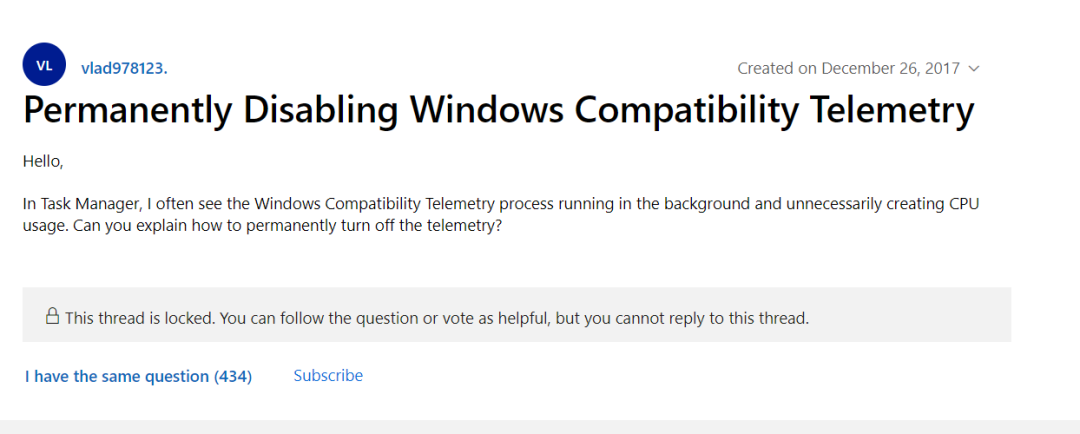 VL
vlad978123.
Created on December 26, 2017
Permanently Disabling Windows Compatibility Telemetry
Hello,
In Task Manager, I often see the Windows Compatibility Telemetry process running in the background and unnecessarily creating CPU
usage. Can you explain how to permanently turn off the telemetry?
This thread is locked. You can follow the question or vote as helpful, but you cannot reply to this thread.
I have the same question (434)
Subscribe